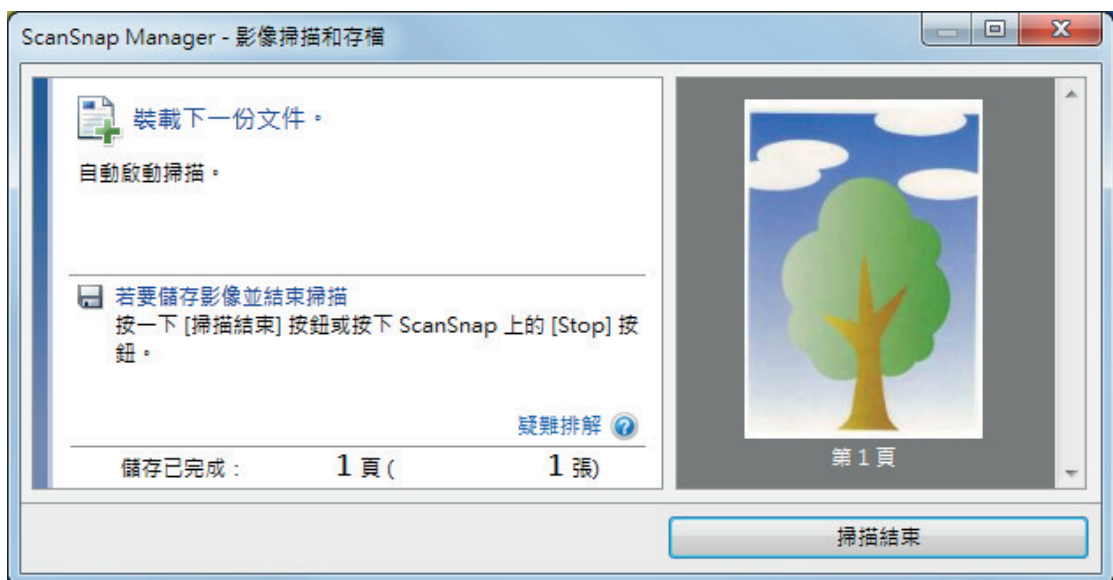 ScanSnap Manager - 影像掃描和存檔
裝載下一份文件。
自動啟動掃描。
若要儲存影像並結束掃描
按一下 [掃描結束] 按鈕或按下 ScanSnap 上的 [Stop] 按
鈕。
疑難排解
儲存已完成： 1 頁 ( 1 張)
第 1 頁
掃描結束